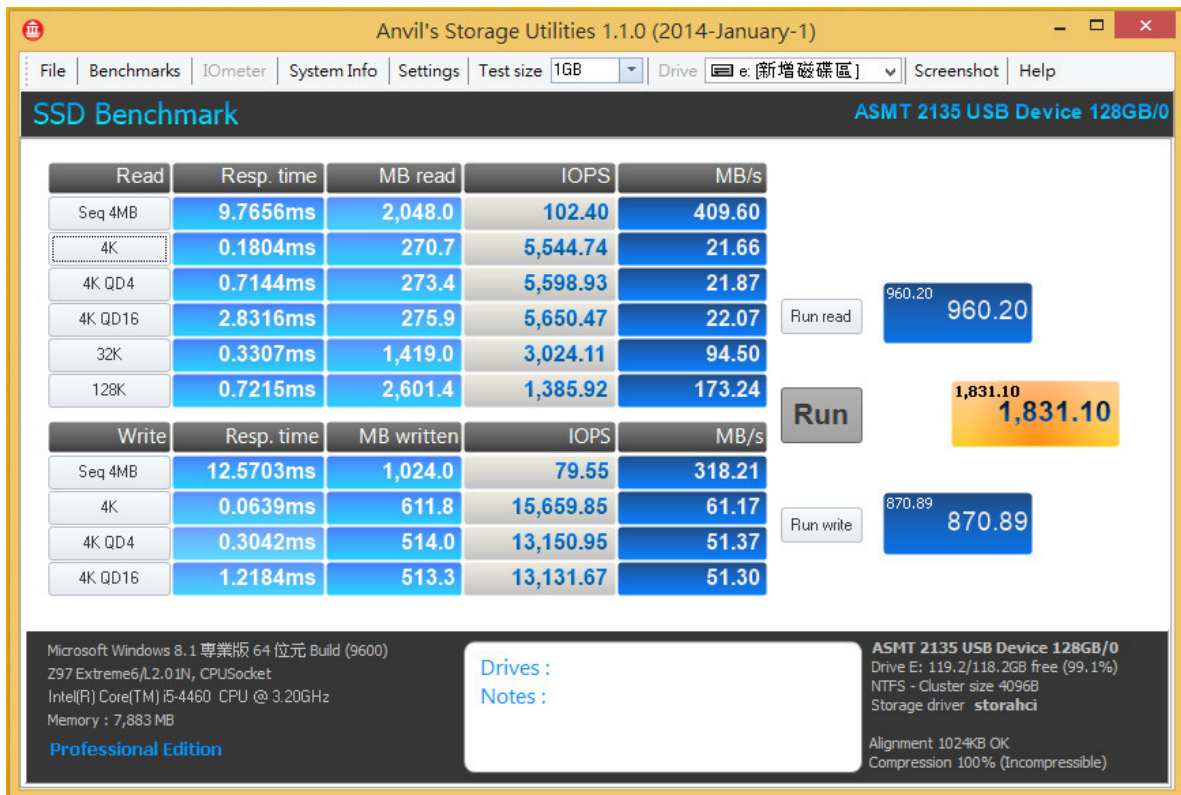 Anvil's Storage Utilities 1.1.0 (2014-January-1)
File Benchmarks IOmeter System Info Settings Test size 1GB Drive e: [新增磁碟區] Screenshot Help
SSD Benchmark ASMT 2135 USB Device 128GB/0
Read Resp. time MB read IOPS MB/s
Seq 4MB 9.7656ms 2,048.0 102.40 409.60
4K 0.1804ms 270.7 5,544.74 21.66
4K QD4 0.7144ms 273.4 5,598.93 21.87
4K QD16 2.8316ms 275.9 5,650.47 22.07
32K 0.3307ms 1,419.0 3,024.11 94.50
128K 0.7215ms 2,601.4 1,385.92 173.24
Run read 960.20 960.20
Run 1,831.10 1,831.10
Write Resp. time MB written IOPS MB/s
Seq 4MB 12.5703ms 1,024.0 79.55 318.21
4K 0.0639ms 611.8 15,659.85 61.17
4K QD4 0.3042ms 514.0 13,150.95 51.37
4K QD16 1.2184ms 513.3 13,131.67 51.30
Run write 870.89 870.89
Microsoft Windows 8.1 專業版 64 位元 Build (9600)
Z97 Extreme6/L2.01N, CPUSocket
Intel(R) Core(TM) i5-4460 CPU @ 3.20GHz
Memory : 7,883 MB
Professional Edition
Drives :
Notes :
ASMT 2135 USB Device 128GB/0
Drive E: 119.2/118.2GB free (99.1%)
NTFS - Cluster size 4096B
Storage driver storahci
Alignment 1024KB OK
Compression 100% (Incompressible)